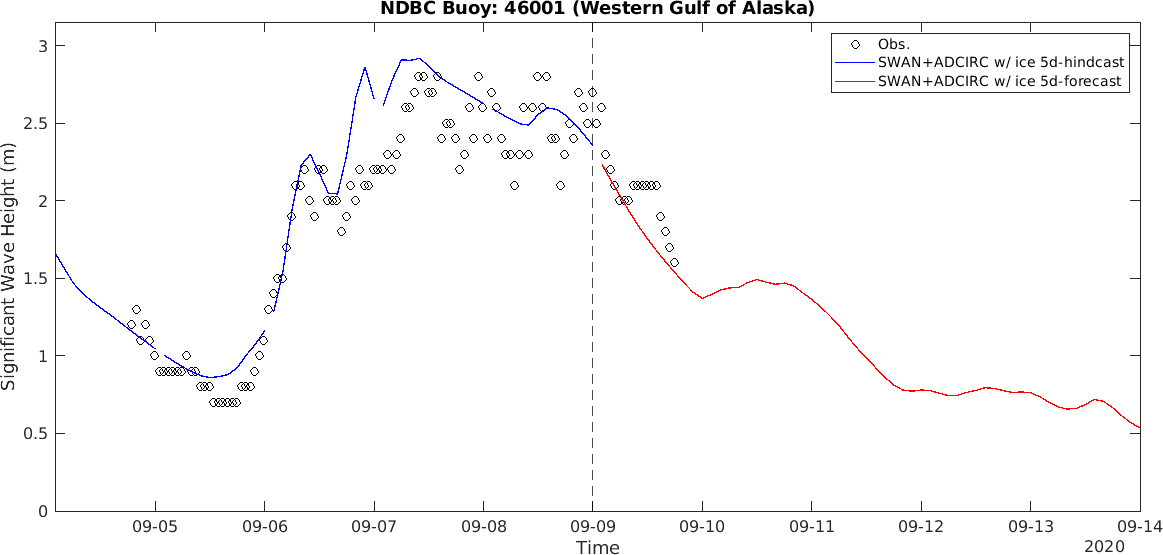 NDBC Buoy: 46001 (Western Gulf of Alaska)
Obs.
SWAN+ADCIRC w/ ice 5d-hindcast
SWAN+ADCIRC w/ ice 5d-forecast
Significant Wave Height (m)
3
2.5
2
1.5
1
0.5
0
09-05 09-06 09-07 09-08 09-09 09-10 09-11 09-12 09-13 09-14
Time
2020